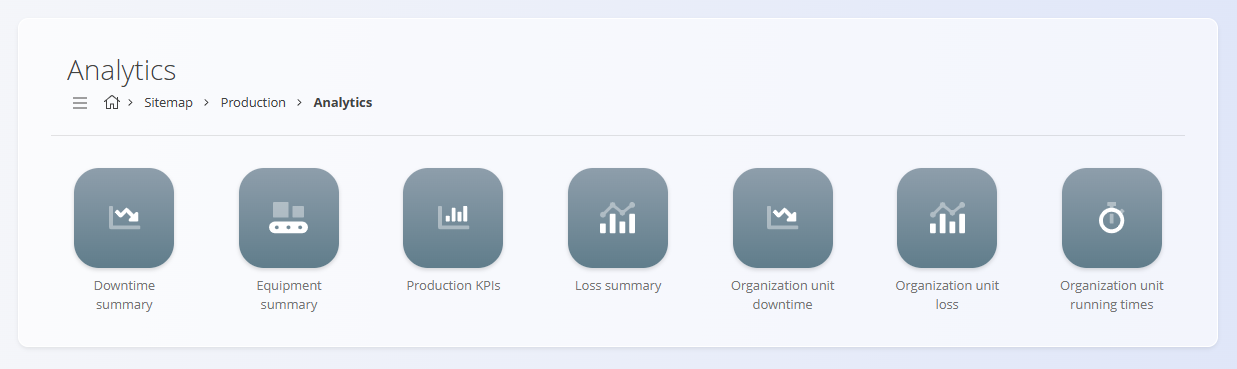 Analytics
Sitemap > Production > Analytics
Downtime
summary
Equipment
summary
Production KPIs
Loss summary
Organization unit
downtime
Organization unit
loss
Organization unit
running times